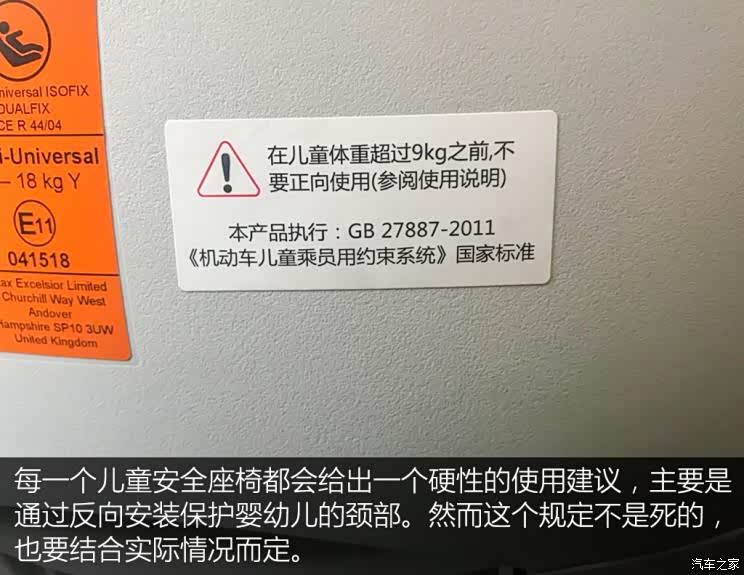 niversal ISOFIX
DUALFIX
CE R 44/04
i-Universal
– 18 kg Y
E11
041518
ax Excelsior Limited
Churchill Way West
Andover
Hampshire SP10 3UW
United Kingdom
在儿童体重超过9kg之前,不
要正向使用(参阅使用说明)
本产品执行：GB 27887-2011
《机动车儿童乘员用约束系统》国家标准
每一个儿童安全座椅都会给出一个硬性的使用建议，主要是
通过反向安装保护婴幼儿的颈部。然而这个规定不是死的，
也要结合实际情况而定。
汽车之家